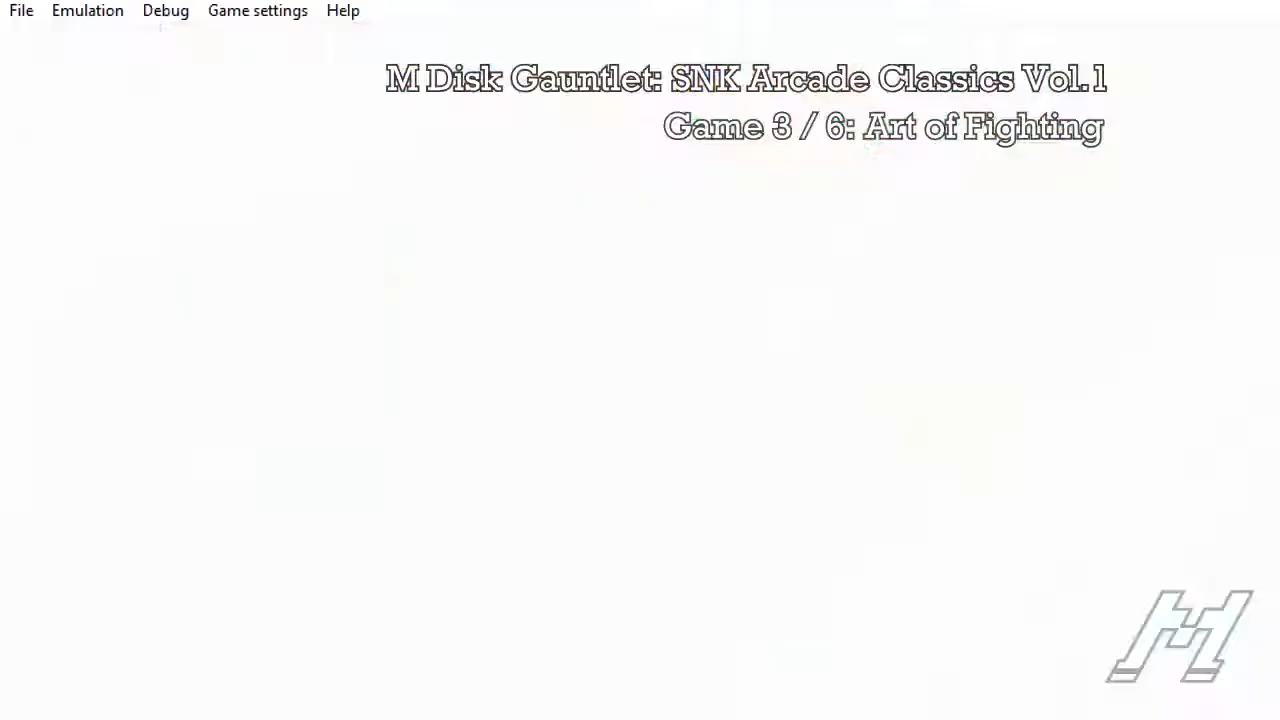 File Emulation Debug Game settings Help
M Disk Gauntlet: SNK Arcade Classics Vol.1
Game 3 / 6: Art of Fighting
M